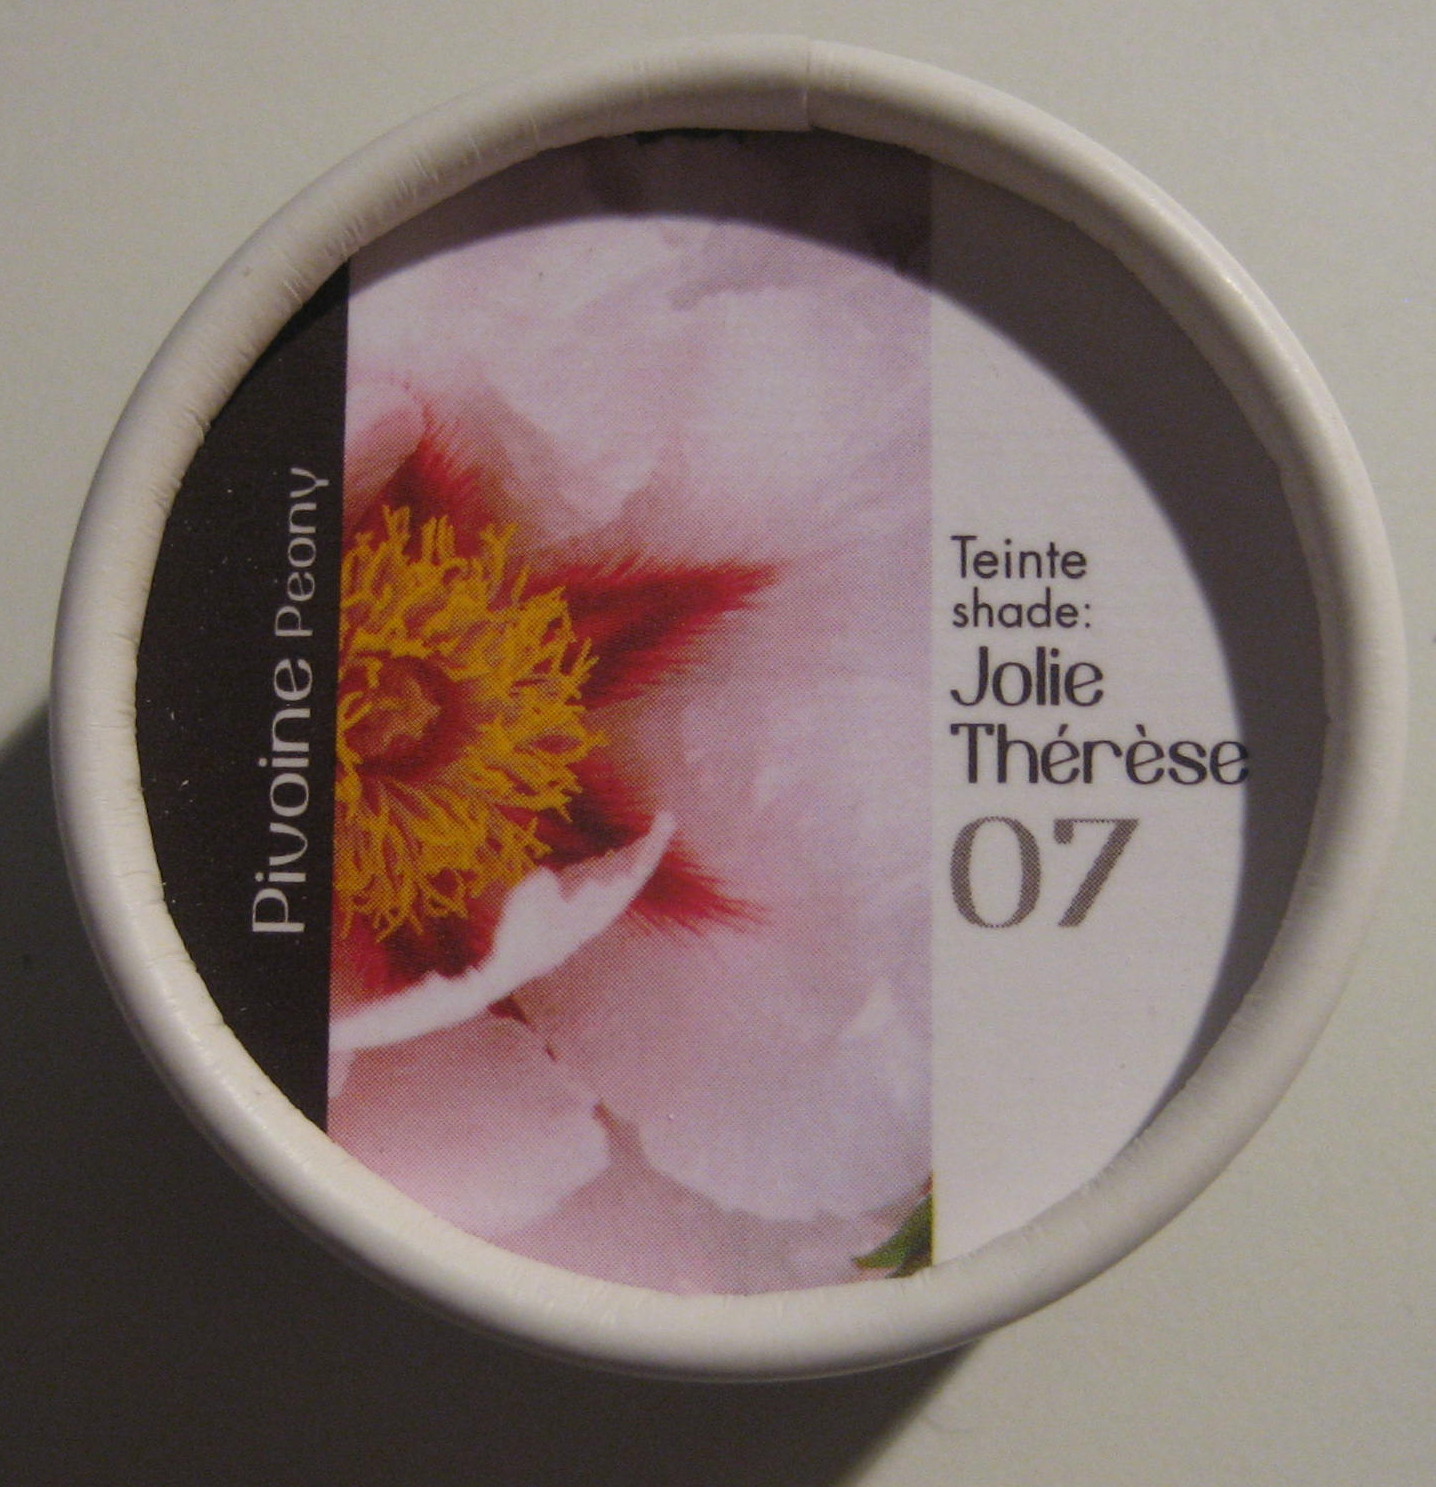 Pivoine Peony
Teinte
shade:
Jolie
Thérèse
07